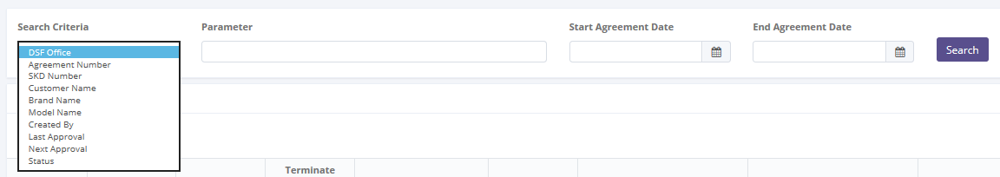 Search Criteria
Parameter
Start Agreement Date
End Agreement Date
DSF Office
Agreement Number
SKD Number
Customer Name
Brand Name
Model Name
Created By
Last Approval
Next Approval
Status
Search
Terminate